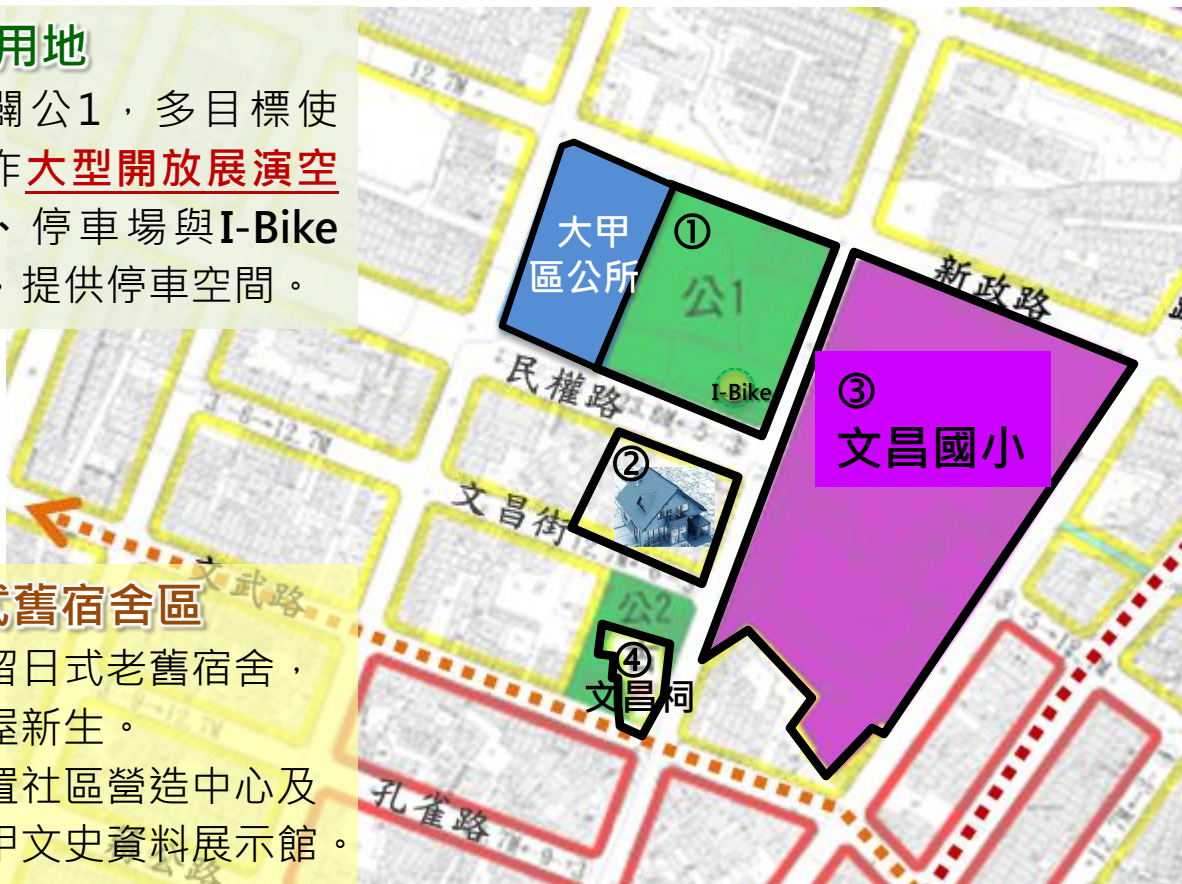 用地
闢公1，多目標使
作大型開放展演空
、停車場與I-Bike
，提供停車空間。
12.7M
大甲
區公所
①
公1
I-Bike
新政路
民權路
③
文昌國小
②
文昌街
文武路
公2
④
文昌祠
式舊宿舍區
留日式老舊宿舍，
屋新生。
置社區營造中心及
甲文史資料展示館。
孔雀路